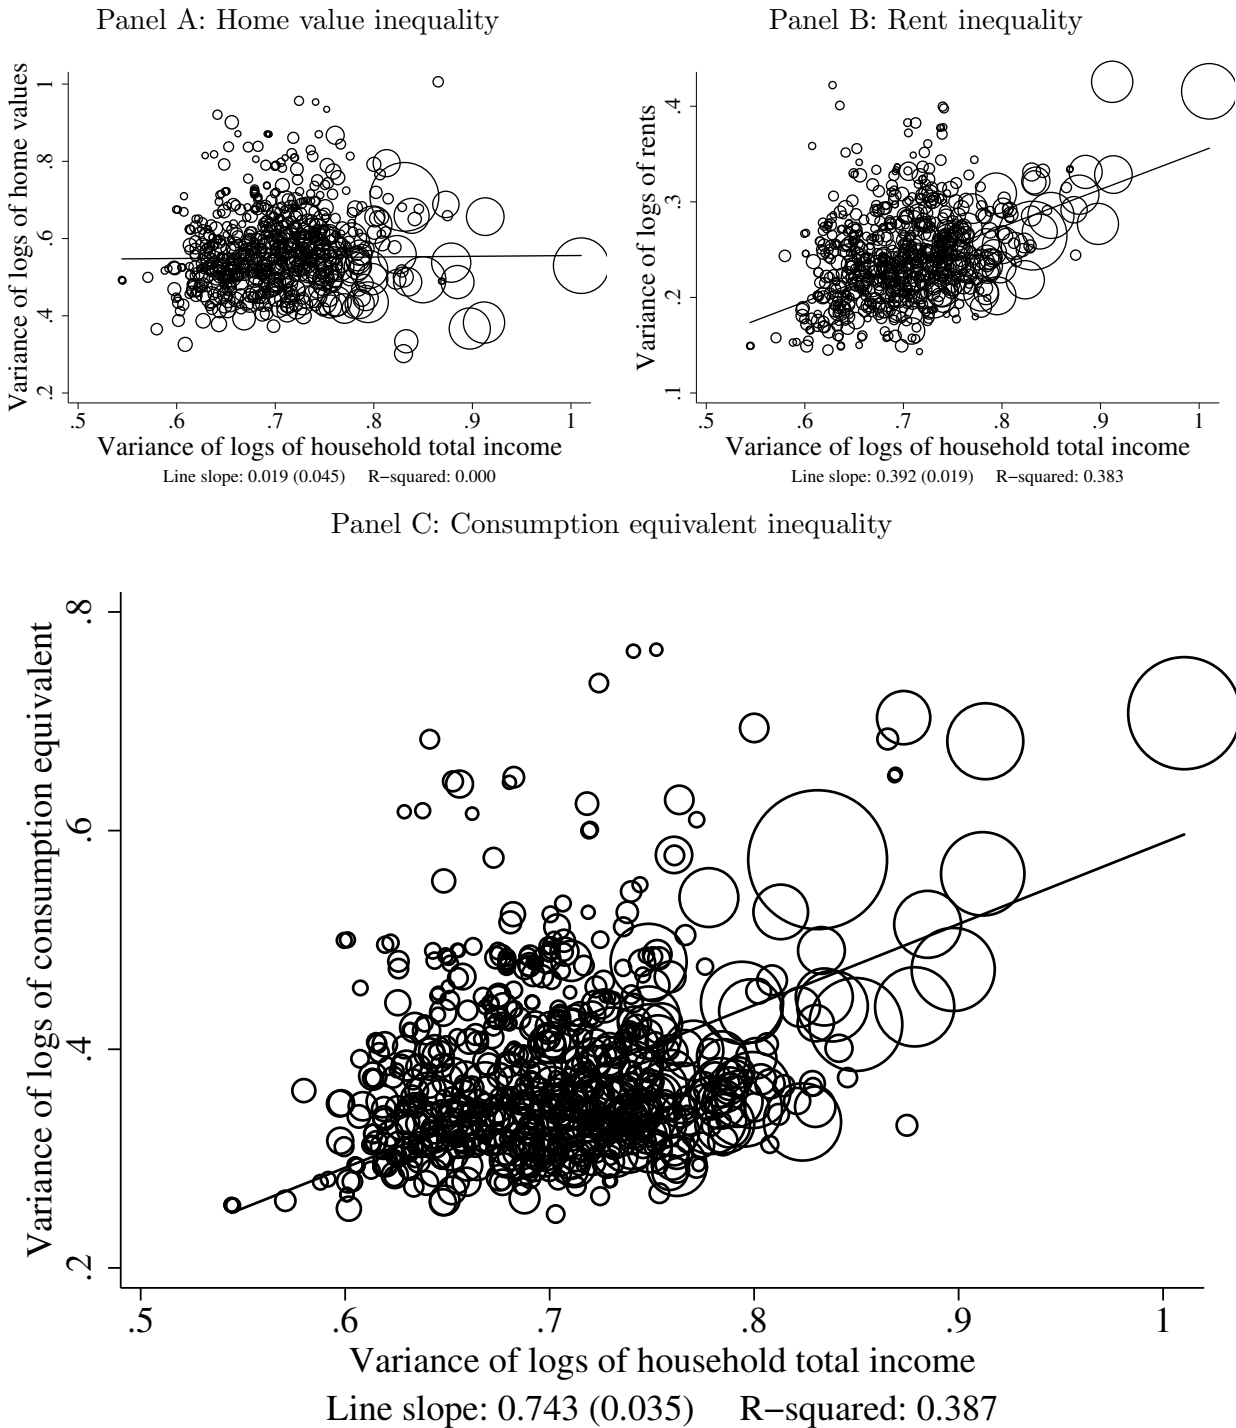 Panel A: Home value inequality
Variance of logs of home values
1
.8
.6
.4
.2
.5 .6 .7 .8 .9 1
Variance of logs of household total income
Line slope: 0.019 (0.045) R−squared: 0.000
Panel B: Rent inequality
Variance of logs of rents
.4
.3
.2
.1
.5 .6 .7 .8 .9 1
Variance of logs of household total income
Line slope: 0.392 (0.019) R−squared: 0.383
Panel C: Consumption equivalent inequality
Variance of logs of consumption equivalent
.8
.6
.4
.2
.5 .6 .7 .8 .9 1
Variance of logs of household total income
Line slope: 0.743 (0.035) R−squared: 0.387